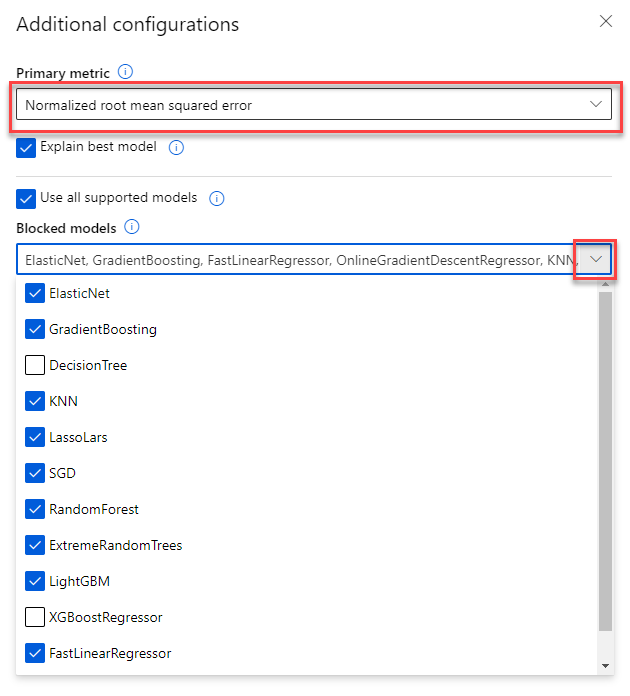 Additional configurations
Primary metric
Normalized root mean squared error
Explain best model
Use all supported models
Blocked models
ElasticNet, GradientBoosting, FastLinearRegressor, OnlineGradientDescentRegressor, KNN,
ElasticNet
GradientBoosting
DecisionTree
KNN
LassoLars
SGD
RandomForest
ExtremeRandomTrees
LightGBM
XGBoostRegressor
FastLinearRegressor